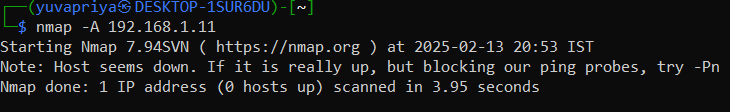 ┌──(yuvapriya㉿DESKTOP-1SUR6DU)-[~]
└─$ nmap -A 192.168.1.11
Starting Nmap 7.94SVN ( https://nmap.org ) at 2025-02-13 20:53 IST
Note: Host seems down. If it is really up, but blocking our ping probes, try -Pn
Nmap done: 1 IP address (0 hosts up) scanned in 3.95 seconds